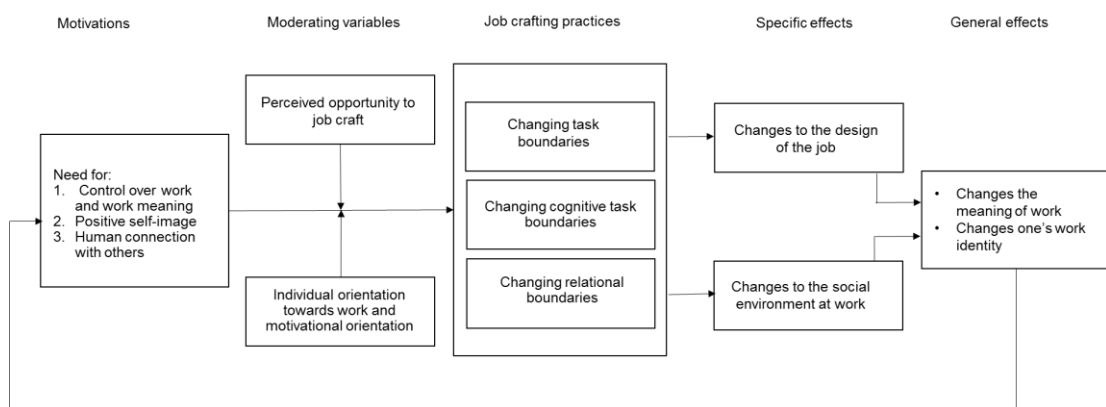 Motivations
Moderating variables
Job crafting practices
Specific effects
General effects
Need for:
1. Control over work
and work meaning
2. Positive self-image
3. Human connection
with others
Perceived opportunity to
job craft
Individual orientation
towards work and
motivational orientation
Changing task
boundaries
Changing cognitive task
boundaries
Changing relational
boundaries
Changes to the design
of the job
Changes to the social
environment at work
• Changes the
meaning of work
• Changes one's work
identity